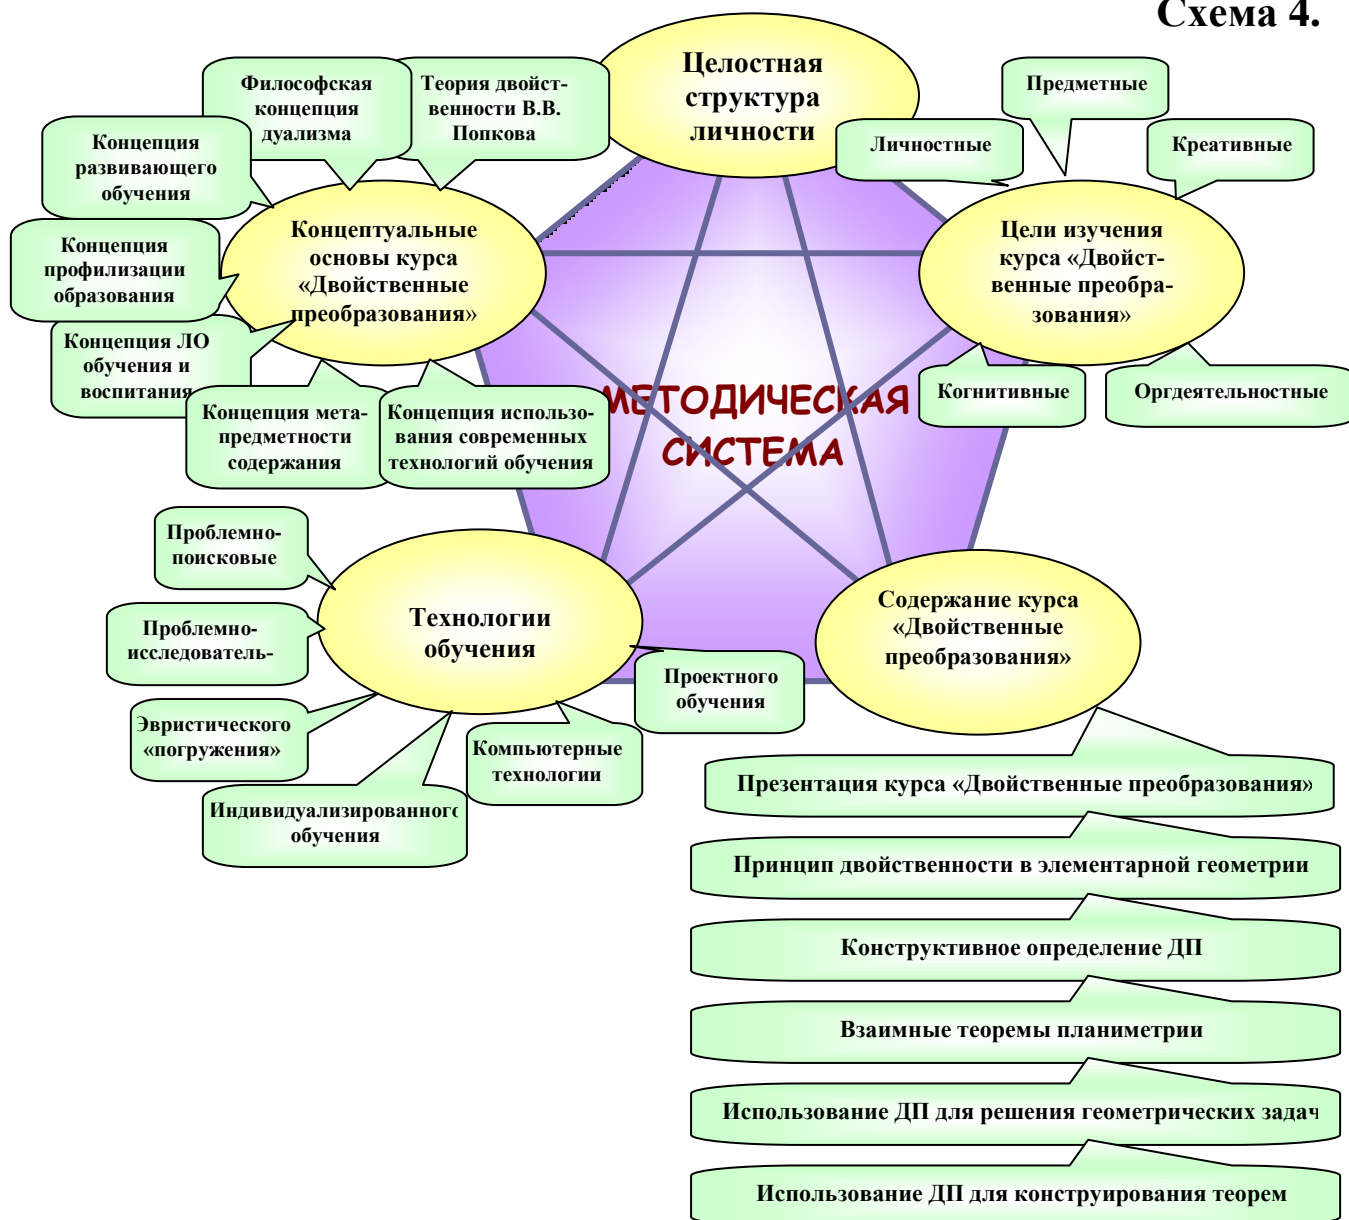 Схема 4.
Целостная
структура
личности
Философская
концепция
дуализма
Теория двойст-
венности В.В.
Попкова
Предметные
Личностные
Креативные
Концепция
развивающего
обучения
Концептуальные
основы курса
«Двойственные
преобразования»
Цели изучения
курса «Двойст-
венные преобра-
зования»
Концепция
профилизации
образования
Концепция ЛО
обучения и
воспитания
Концепция мета-
предметности
содержания
Концепция использо-
вания современных
технологий обучения
Когнитивные
Оргдеятельностные
МЕТОДИЧЕСКАЯ
СИСТЕМА
Проблемно-
поисковые
Проблемно-
исследователь-
Технологии
обучения
Содержание курса
«Двойственные
преобразования»
Эвристического
«погружения»
Индивидуализированного
обучения
Компьютерные
технологии
Проектного
обучения
Презентация курса «Двойственные преобразования»
Принцип двойственности в элементарной геометрии
Конструктивное определение ДП
Взаимные теоремы планиметрии
Использование ДП для решения геометрических задач
Использование ДП для конструирования теорем